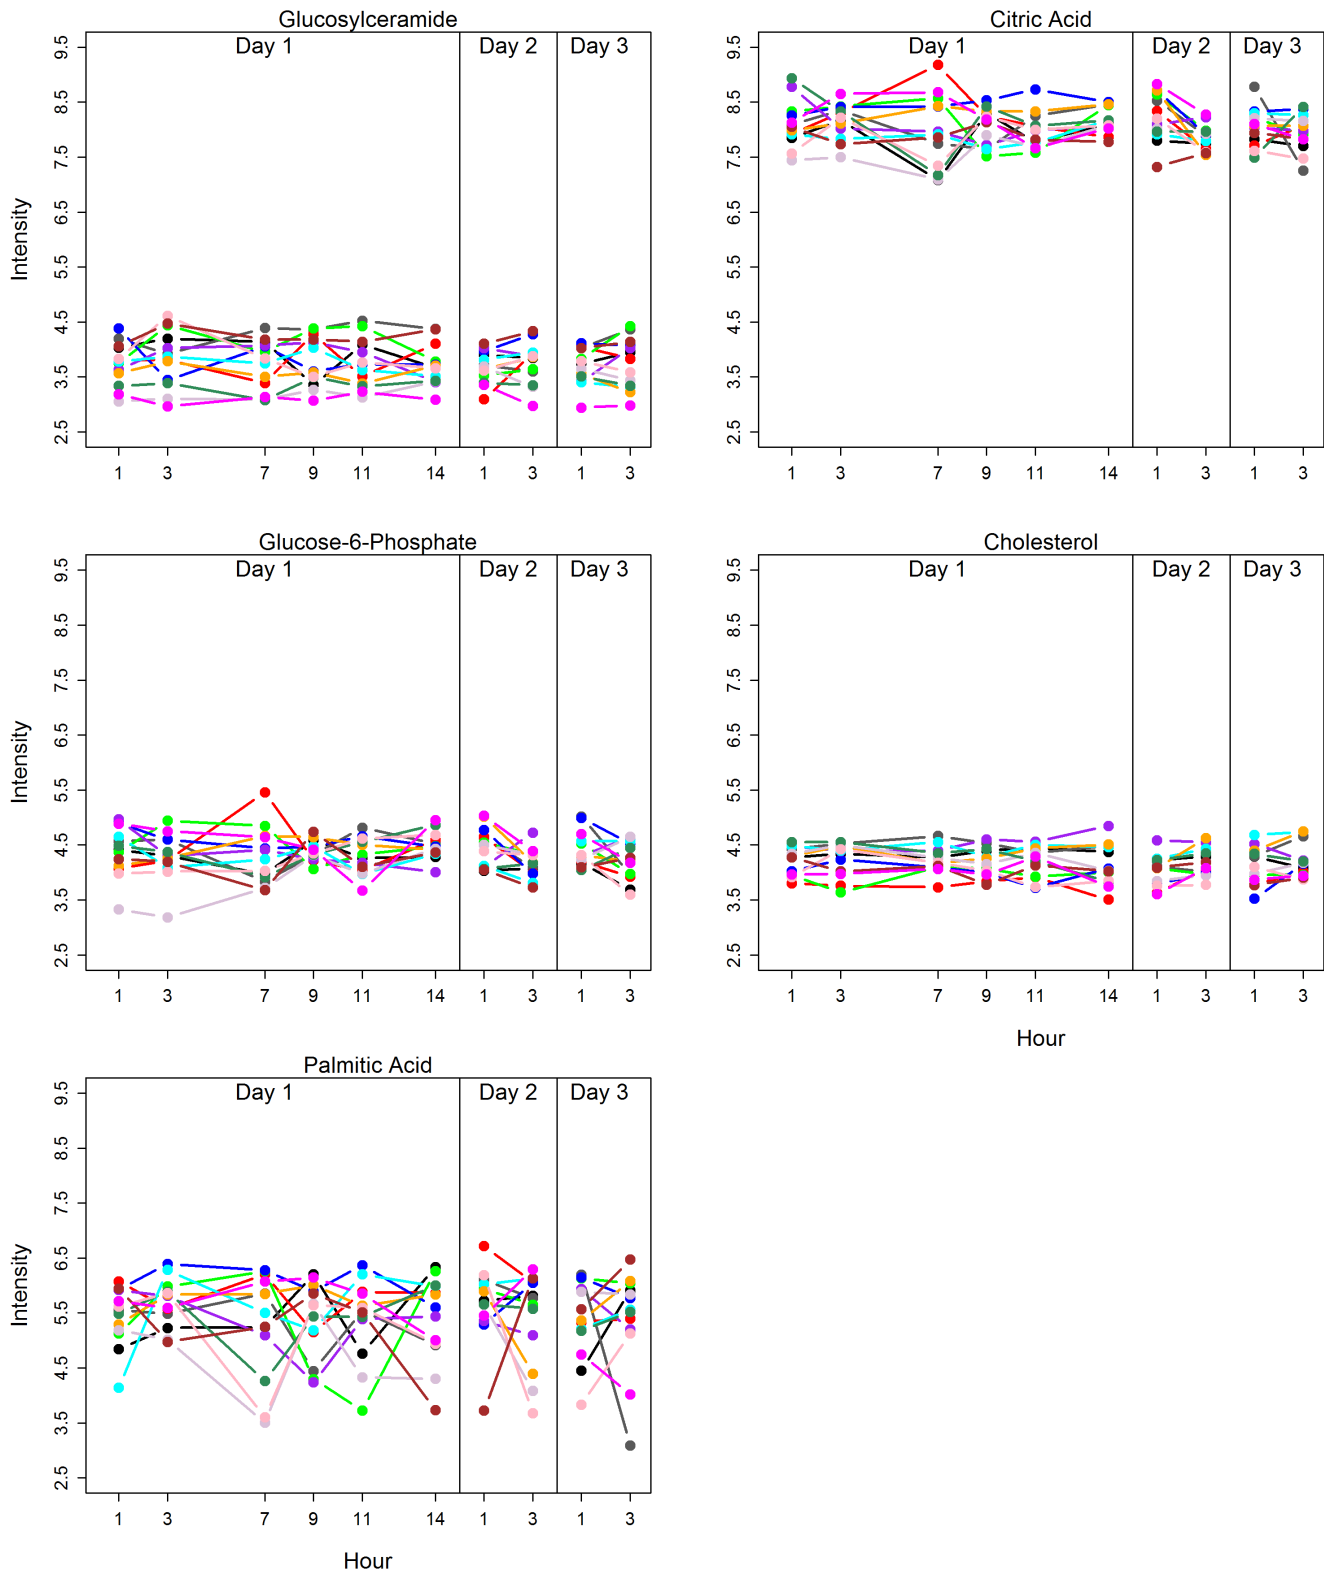 Glucosylceramide
Day 1 Day 2 Day 3
Intensity
9.5
8.5
7.5
6.5
5.5
4.5
3.5
2.5
1 3 7 9 11 14 1 3 1 3
Citric Acid
Day 1 Day 2 Day 3
9.5
8.5
7.5
6.5
5.5
4.5
3.5
2.5
1 3 7 9 11 14 1 3 1 3
Glucose-6-Phosphate
Day 1 Day 2 Day 3
Intensity
9.5
8.5
7.5
6.5
5.5
4.5
3.5
2.5
1 3 7 9 11 14 1 3 1 3
Cholesterol
Day 1 Day 2 Day 3
9.5
8.5
7.5
6.5
5.5
4.5
3.5
2.5
1 3 7 9 11 14 1 3 1 3
Hour
Palmitic Acid
Day 1 Day 2 Day 3
Intensity
9.5
8.5
7.5
6.5
5.5
4.5
3.5
2.5
1 3 7 9 11 14 1 3 1 3
Hour